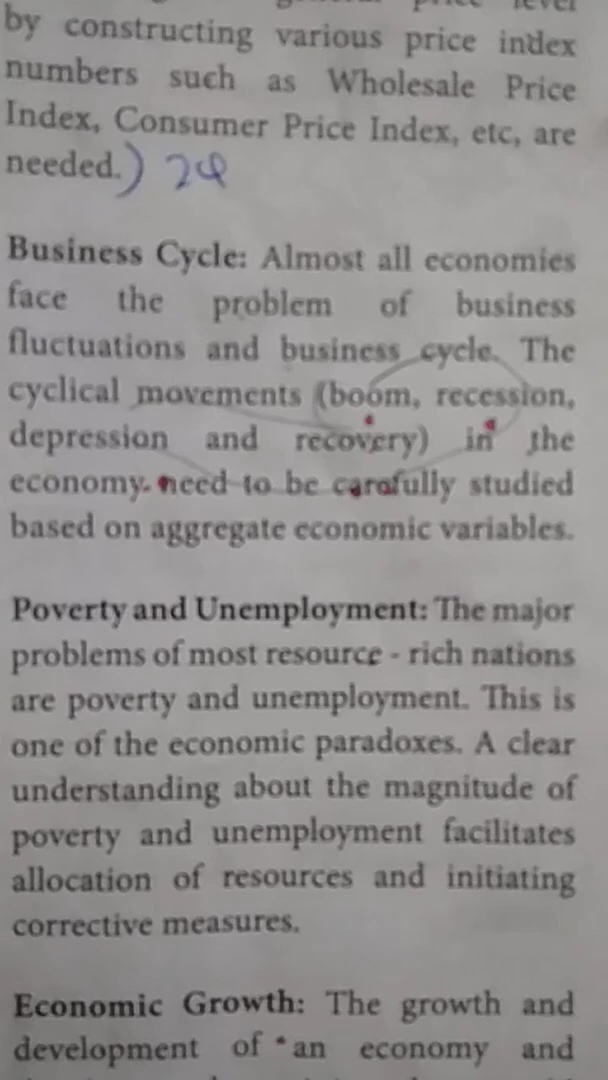 by constructing various price index
numbers such as Wholesale Price
Index, Consumer Price Index, etc, are
needed.) 24
Business Cycle: Almost all economies
face the problem of business
fluctuations and business cycle. The
cyclical movements (boom, recession,
depression and recovery) in the
economy need to be carefully studied
based on aggregate economic variables.
Poverty and Unemployment: The major
problems of most resource - rich nations
are poverty and unemployment. This is
one of the economic paradoxes. A clear
understanding about the magnitude of
poverty and unemployment facilitates
allocation of resources and initiating
corrective measures.
Economic Growth: The growth and
development of an economy and